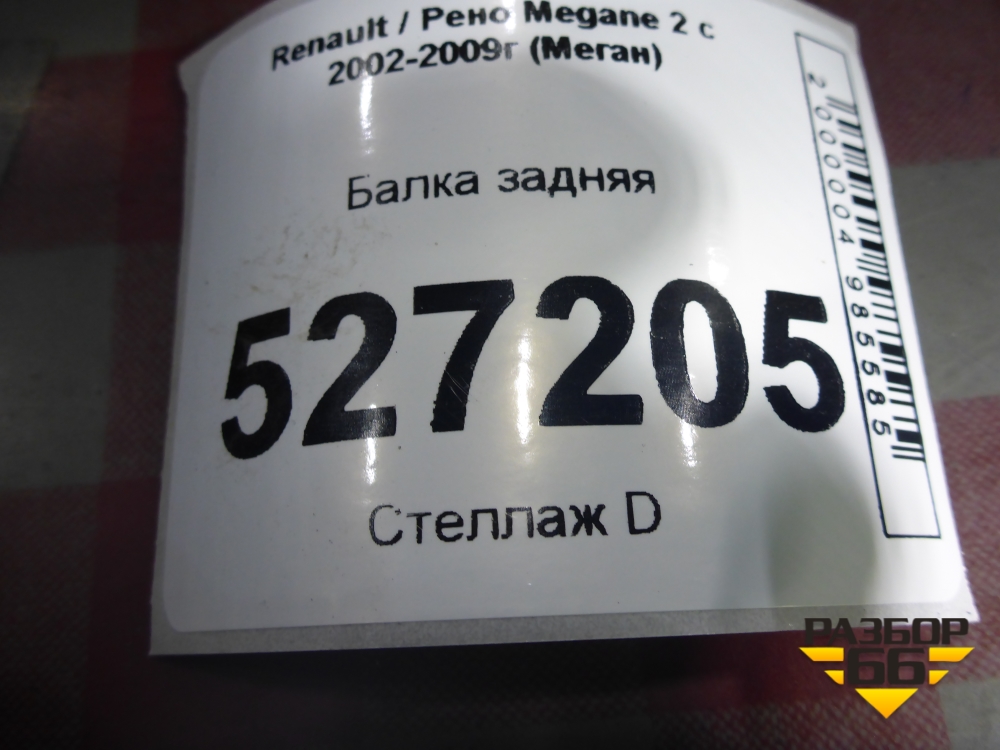 Renault / Рено Megane 2 с
2002-2009г (Меган)
Балка задняя
527205
Стеллаж D
2000004985585
РАЗБОР
66